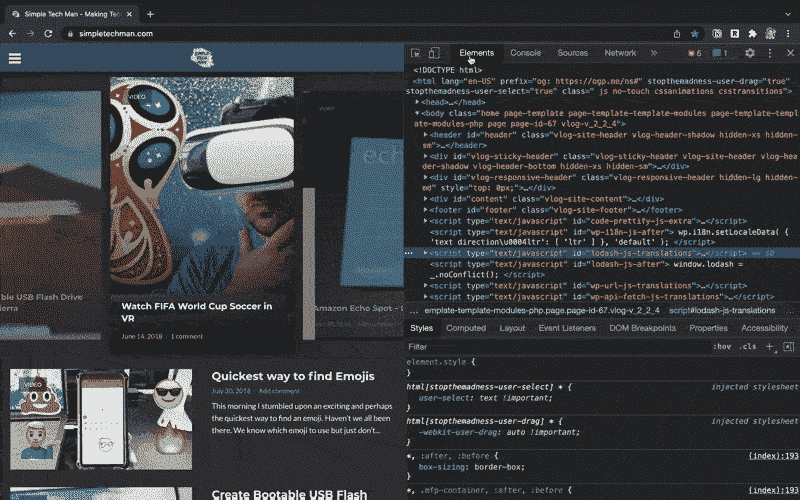 Simple Tech Man - Making Tech
simpletechman.com
Elements
Console
Sources
Network
»
6
1
VIDEO
Watch FIFA World Cup Soccer in
VR
June 14, 2018
1 comment
ble USB Flash Drive
ierra
echo
Amazon Echo Spot -
VIDEO
Quickest way to find Emojis
July 30, 2018
Add comment
This morning I stumbled upon an exciting and perhaps
the quickest way to find an emoji. Haven't we all been
there. We know which emoji to use but just don't...
Create Bootable USB Flash
<!DOCTYPE html>
<html lang="en-US" prefix="og: https://ogp.me/ns#" stopthemadness-user-drag="true"
stopthemadness-user-select="true" class=" js no-touch cssanimations csstransitions">
▶<head>…</head>
▼<body class="home page-template page-template-template-modules page-template-templ
ate-modules-php page page-id-67 vlog-v_2_2_4">
▶<header id="header" class="vlog-site-header vlog-header-shadow hidden-xs hidden-
sm">…</header>
▶<div id="vlog-sticky-header" class="vlog-sticky-header vlog-site-header vlog-hea
der-shadow vlog-header-bottom hidden-xs hidden-sm">…</div>
▶<div id="vlog-responsive-header" class="vlog-responsive-header hidden-lg hidden-
md" style="top: 0px;">…</div>
▶<div id="content" class="vlog-site-content">…</div>
▶<footer id="footer" class="vlog-site-footer">…</footer>
▶<script type="text/javascript" id="code-prettify-js-extra">…</script>
<script type="text/javascript" id="wp-i18n-js-after"> wp.i18n.setLocaleData( {
'text direction\u0004ltr': [ 'ltr' ] }, 'default' ); </script>
▶<script type="text/javascript" id="lodash-js-translations">…</script> == $0
<script type="text/javascript" id="lodash-js-after"> window.lodash =
_.noConflict(); </script>
▶<script type="text/javascript" id="wp-url-js-translations">…</script>
▶<script type="text/javascript" id="wp-api-fetch-js-translations">…</script>
... emplate-template-modules-php.page.page-id-67.vlog-v_2_2_4 script#lodash-js-translations
Styles Computed Layout Event Listeners DOM Breakpoints Properties Accessibility
Filter :hov .cls +
element.style {
}
html[stopthemadness-user-select] * { injected stylesheet
user-select: text !important;
}
html[stopthemadness-user-drag] * { injected stylesheet
-webkit-user-drag: auto !important;
}
*, :after, :before { (index):193
box-sizing: border-box;
}
*, .mfp-container, :after, :before { (index):193